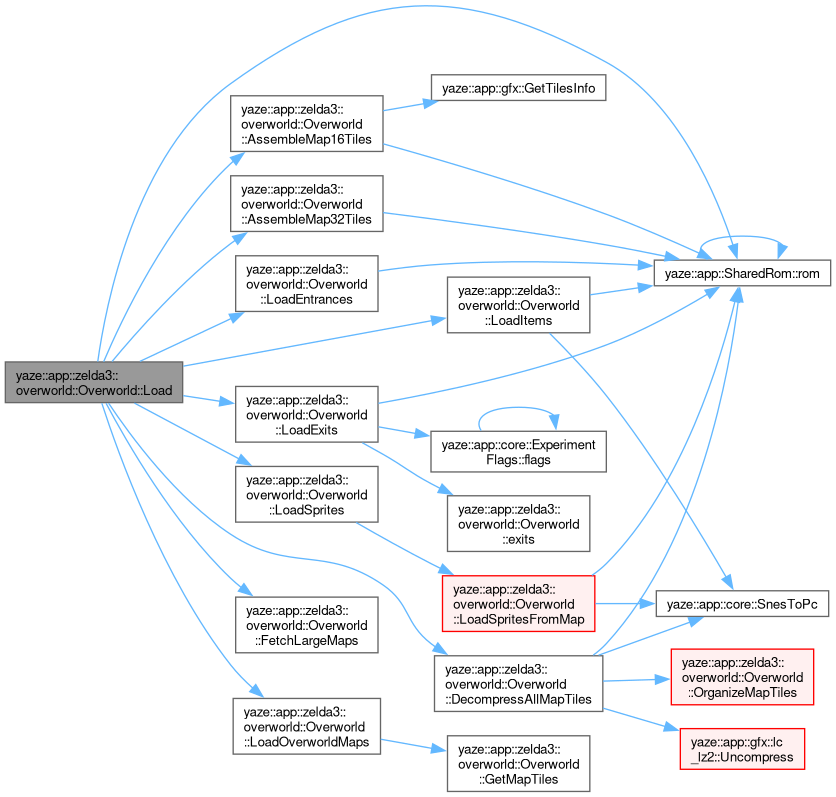 yaze::app::zelda3::
overworld::Overworld::Load
yaze::app::zelda3::
overworld::Overworld
::AssembleMap16Tiles
yaze::app::gfx::GetTilesInfo
yaze::app::zelda3::
overworld::Overworld
::AssembleMap32Tiles
yaze::app::zelda3::
overworld::Overworld
::LoadEntrances
yaze::app::SharedRom::rom
yaze::app::zelda3::
overworld::Overworld
::LoadItems
yaze::app::zelda3::
overworld::Overworld
::LoadExits
yaze::app::core::Experiment
Flags::flags
yaze::app::zelda3::
overworld::Overworld
::LoadSprites
yaze::app::zelda3::
overworld::Overworld
::exits
yaze::app::zelda3::
overworld::Overworld
::LoadSpritesFromMap
yaze::app::core::SnesToPc
yaze::app::zelda3::
overworld::Overworld
::FetchLargeMaps
yaze::app::zelda3::
overworld::Overworld
::DecompressAllMapTiles
yaze::app::zelda3::
overworld::Overworld
::OrganizeMapTiles
yaze::app::zelda3::
overworld::Overworld
::LoadOverworldMaps
yaze::app::gfx::lc
_lz2::Uncompress
yaze::app::zelda3::
overworld::Overworld
::GetMapTiles